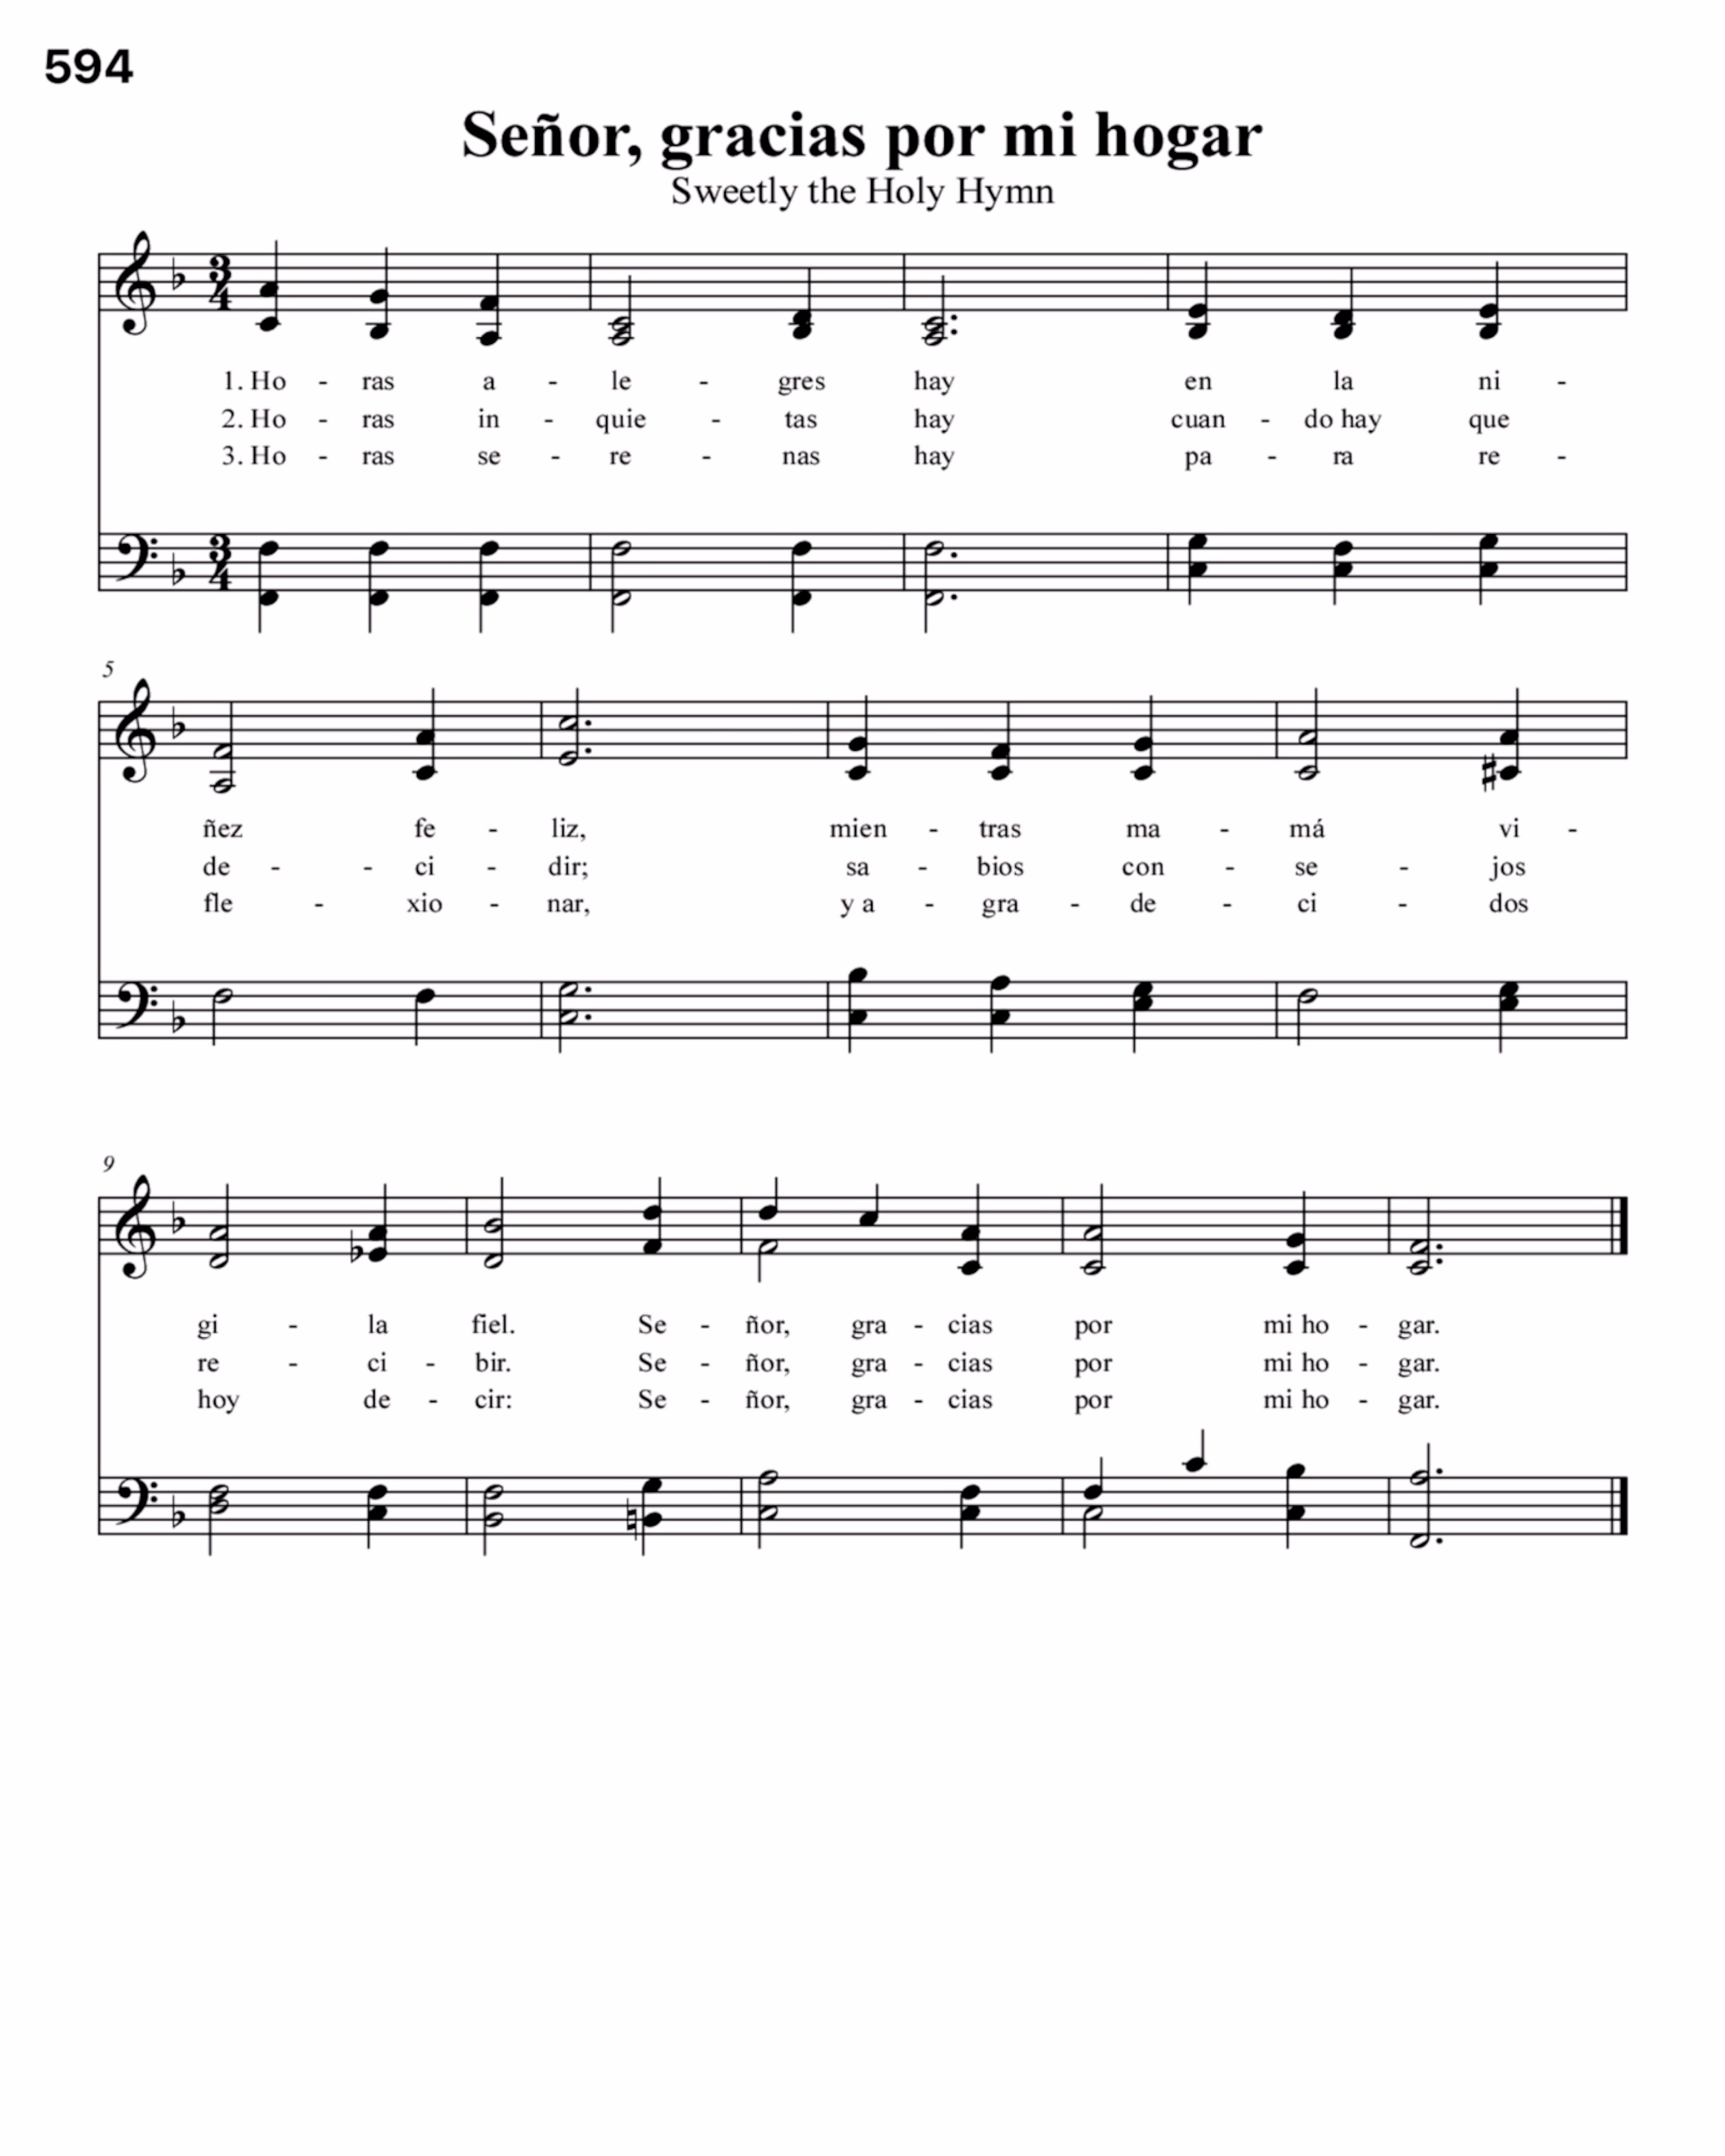 594
Señor, gracias por mi hogar
Sweetly the Holy Hymn
3 4
1. Ho - ras a - le - gres hay en la ni -
2. Ho - ras in - quie - tas hay cuan - do hay que
3. Ho - ras se - re - nas hay pa - ra re -
3 4
5
ñez fe - liz, mien - tras ma - má vi -
de - - ci - dir; sa - bios con - se - jos
fle - xio - nar, y a - gra - de - ci - dos
9
gi - la fiel. Se - ñor, gra - cias por mi ho - gar.
re - ci - bir. Se - ñor, gra - cias por mi ho - gar.
hoy de - cir: Se - ñor, gra - cias por mi ho - gar.